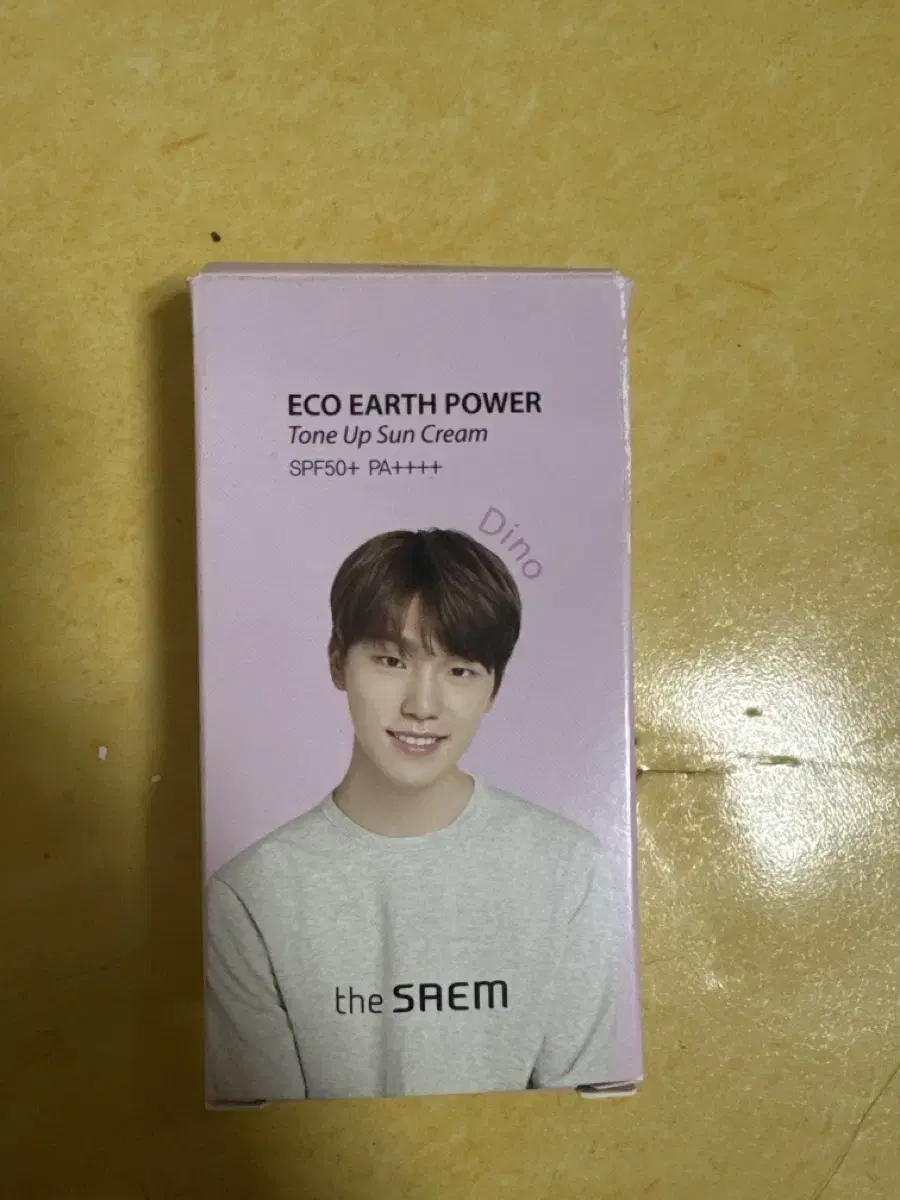 ECO EARTH POWER
Tone Up Sun Cream
SPF50+ PA++++
Dino
the SAEM